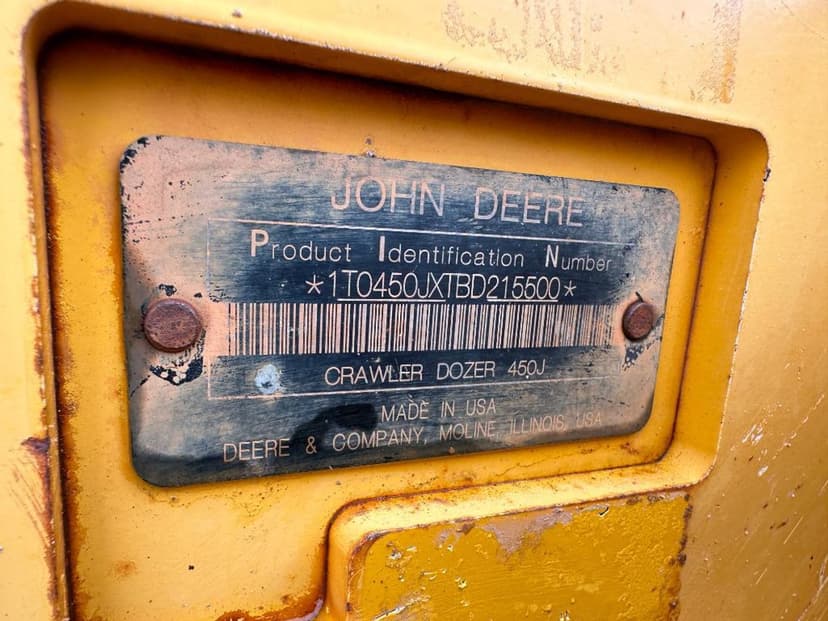 JOHN DEERE
Product Identification Number
*1T0450JXTBD215500*
CRAWLER DOZER 450J
MADE IN USA
DEERE & COMPANY, MOLINE, ILLINOIS, USA